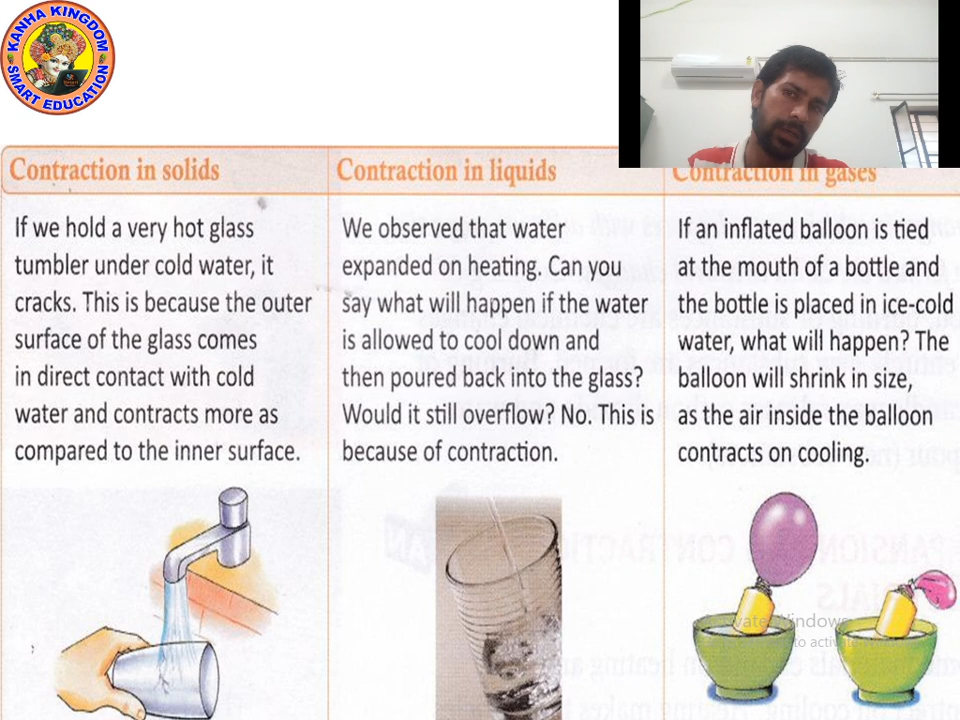 KANHA KINGDOM
SMART EDUCATION
Contraction in solids
If we hold a very hot glass
tumbler under cold water, it
cracks. This is because the outer
surface of the glass comes
in direct contact with cold
water and contracts more as
compared to the inner surface.
Contraction in liquids
We observed that water
expanded on heating. Can you
say what will happen if the water
is allowed to cool down and
then poured back into the glass?
Would it still overflow? No. This is
because of contraction.
Contraction in gases
If an inflated balloon is tied
at the mouth of a bottle and
the bottle is placed in ice-cold
water, what will happen? The
balloon will shrink in size,
as the air inside the balloon
contracts on cooling.
Windows